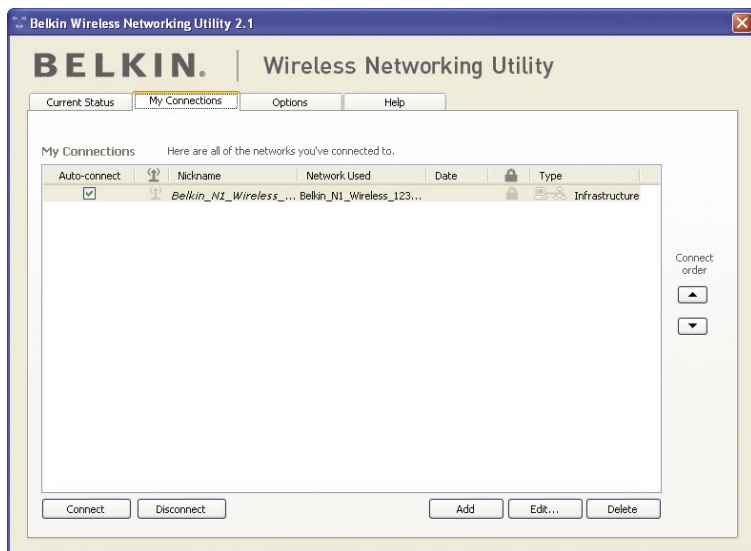 Belkin Wireless Networking Utility 2.1
BELKIN. | Wireless Networking Utility
Current Status My Connections Options Help
My Connections Here are all of the networks you've connected to.
Auto-connect Nickname Network Used Date Type
Belkin_N1_Wireless_... Belkin_N1_Wireless_123... Infrastructure
Connect order
Connect Disconnect Add Edit... Delete